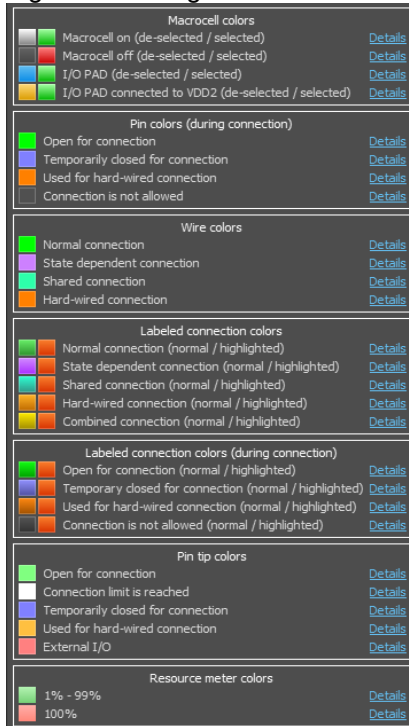 Macrocell colors
Macrocell on (de-selected / selected) Details
Macrocell off (de-selected / selected) Details
I/O PAD (de-selected / selected) Details
I/O PAD connected to VDD2 (de-selected / selected) Details
Pin colors (during connection)
Open for connection Details
Temporarily closed for connection Details
Used for hard-wired connection Details
Connection is not allowed Details
Wire colors
Normal connection Details
State dependent connection Details
Shared connection Details
Hard-wired connection Details
Labeled connection colors
Normal connection (normal / highlighted) Details
State dependent connection (normal / highlighted) Details
Shared connection (normal / highlighted) Details
Hard-wired connection (normal / highlighted) Details
Combined connection (normal / highlighted) Details
Labeled connection colors (during connection)
Open for connection (normal / highlighted) Details
Temporary closed for connection (normal / highlighted) Details
Used for hard-wired connection (normal / highlighted) Details
Connection is not allowed (normal / highlighted) Details
Pin tip colors
Open for connection Details
Connection limit is reached Details
Temporarily closed for connection Details
Used for hard-wired connection Details
External I/O Details
Resource meter colors
1% - 99% Details
100% Details